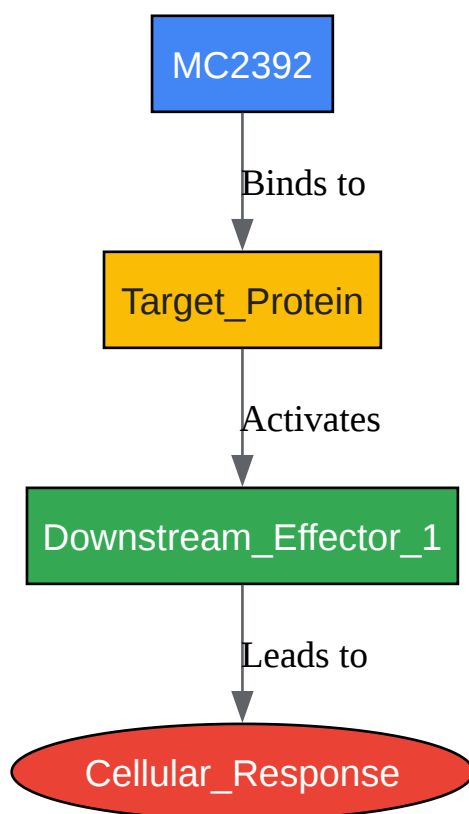 MC2392
Binds to
Target_Protein
Activates
Downstream_Effector_1
Leads to
Cellular_Response